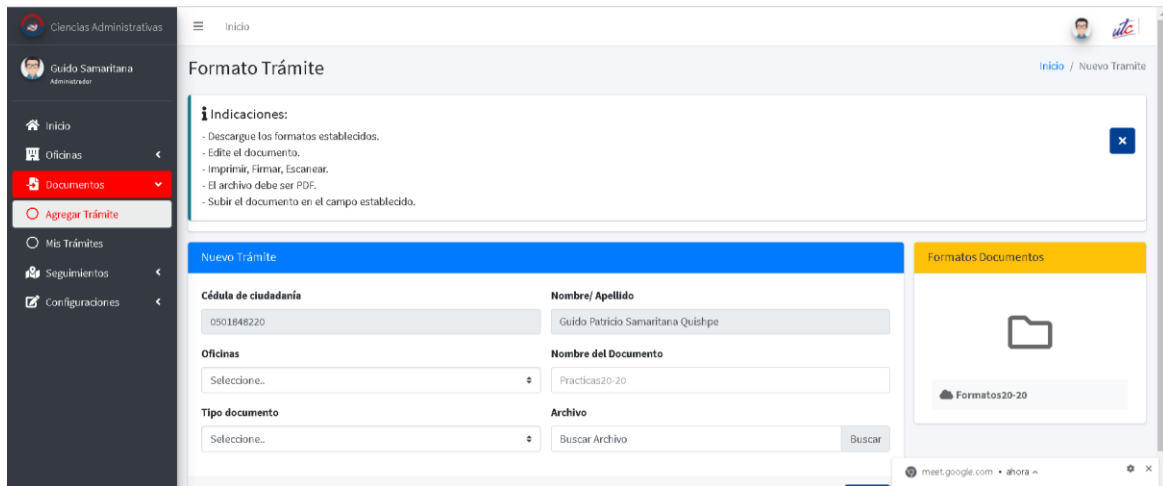 Ciencias Administrativas
Inicio
utc
Guido Samaritana
Administrador
Formato Trámite
Inicio / Nuevo Tramite
Inicio
Oficinas
Documentos
Agregar Trámite
Mis Trámites
Seguimientos
Configuraciones
Indicaciones:
- Descargue los formatos establecidos.
- Edite el documento.
- Imprimir, Firmar, Escanear.
- El archivo debe ser PDF.
- Subir el documento en el campo establecido.
Nuevo Trámite
Cédula de ciudadanía
Nombre/ Apellido
0501848220
Guido Patricio Samaritana Quishpe
Oficinas
Nombre del Documento
Seleccione..
Practicas20-20
Tipo documento
Archivo
Seleccione..
Buscar Archivo
Buscar
Formatos Documentos
Formatos20-20
meet.google.com • ahora